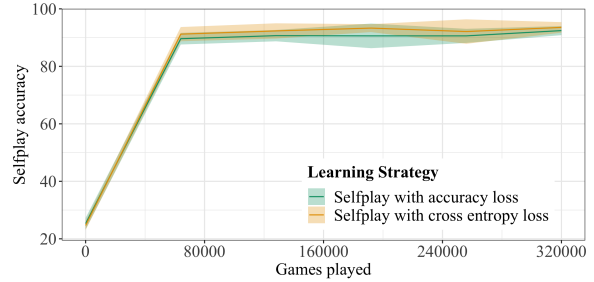 100
80
60
40
20
Selfplay accuracy
Learning Strategy
Selfplay with accuracy loss
Selfplay with cross entropy loss
0 80000 160000 240000 320000
Games played